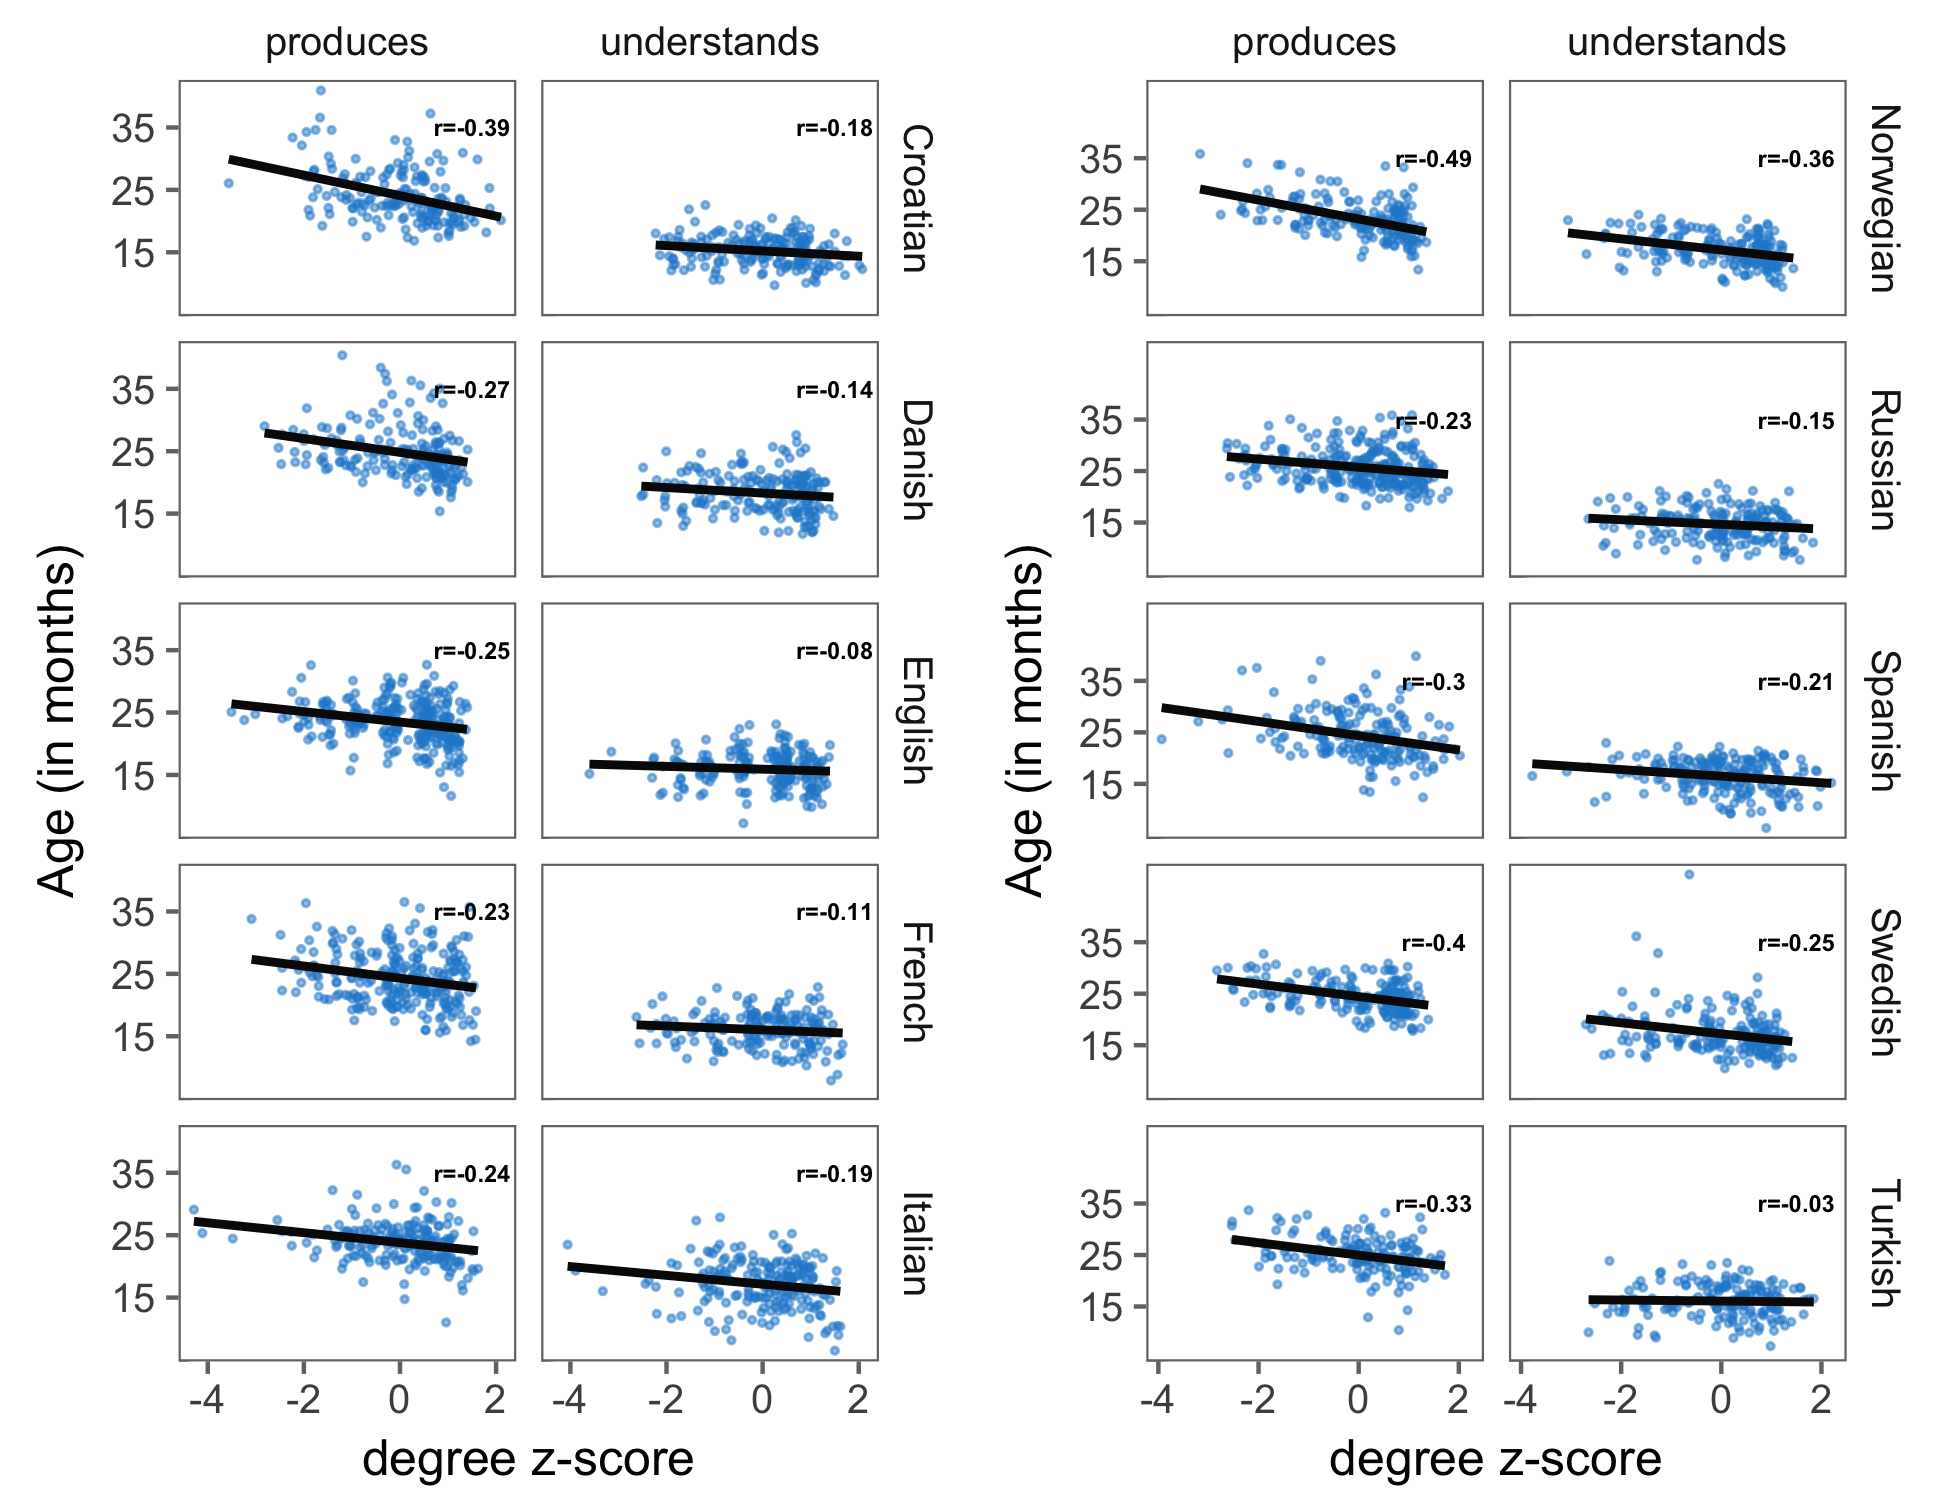 produces understands
35
25
15
r=-0.39 r=-0.18
Croatian
35
25
15
r=-0.27 r=-0.14
Danish
35
25
15
r=-0.25 r=-0.08
English
35
25
15
r=-0.23 r=-0.11
French
35
25
15
r=-0.24 r=-0.19
Italian
-4 -2 0 2 -4 -2 0 2
degree z-score
Age (in months)
produces understands
35
25
15
r=-0.49 r=-0.36
Norwegian
35
25
15
r=-0.23 r=-0.15
Russian
35
25
15
r=-0.3 r=-0.21
Spanish
35
25
15
r=-0.4 r=-0.25
Swedish
35
25
15
r=-0.33 r=-0.03
Turkish
-4 -2 0 2 -4 -2 0 2
degree z-score
Age (in months)